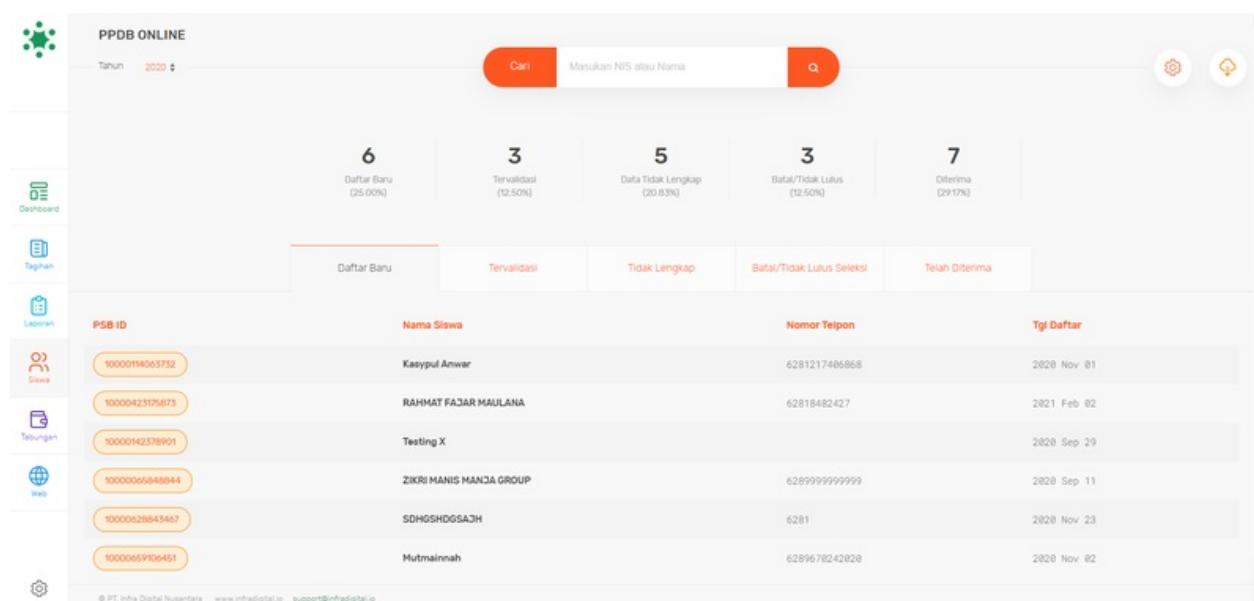 PPDB ONLINE
Tahun 2020
Cari Masukan NIS atau Nama
6 3 5 3 7
Daftar Baru Tervalidasi Data Tidak Lengkap Batal/Tidak Lulus Diterima
(25.00%) (12.50%) (20.83%) (12.50%) (29.17%)
Dashboard
Tagihan
Laporan
Siswa
Tabungan
Web
Daftar Baru Tervalidasi Tidak Lengkap Batal/Tidak Lulus Seleksi Telah Diterima
PSB ID Nama Siswa Nomor Telpon Tgl Daftar
10000114063732 Kasypul Anwar 6281217406868 2020 Nov 01
10000423175873 RAHMAT FAJAR MAULANA 62818482427 2021 Feb 02
10000142378901 Testing X 2020 Sep 29
10000065848844 ZIKRI MANIS MANJA GROUP 6289999999999 2020 Sep 11
10000628843467 SDHGSHDGSAJH 6281 2020 Nov 23
10000659106451 Mutmainnah 6289670242020 2020 Nov 02
© PT. Infra Digital Nusantara www.infradigital.io support@infradigital.io